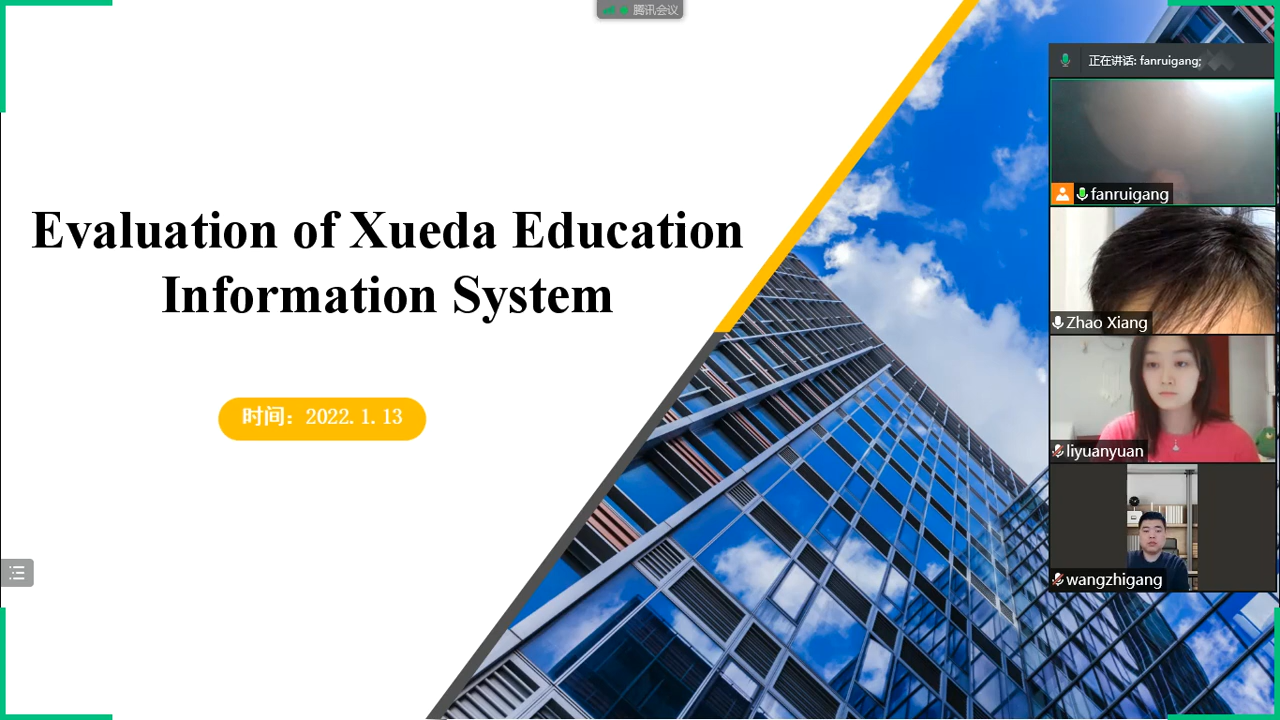 腾讯会议
正在讲话: fanruigang;
Evaluation of Xueda Education
Information System
时间：2022.1.13
fanruigang
Zhao Xiang
liyuanyuan
wangzhigang